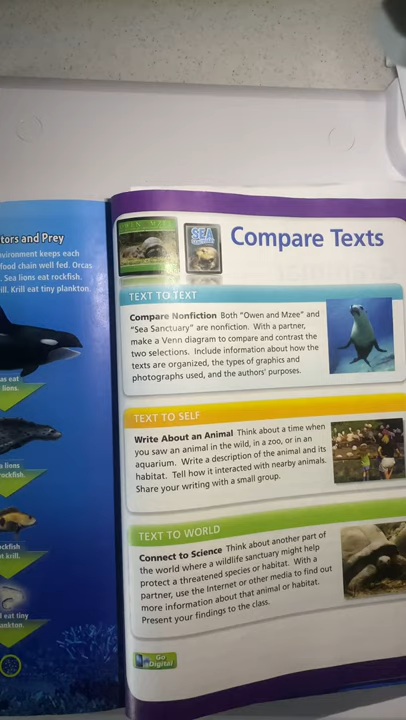 tors and Prey
vironment keeps each
food chain well fed. Orcas
. Sea lions eat rockfish.
ill. Krill eat tiny plankton.
as eat
lions.
a lions
rockfish.
ockfish
at krill.
l eat tiny
ankton.
SEA
Compare Texts
TEXT TO TEXT
Compare Nonfiction Both "Owen and Mzee" and
"Sea Sanctuary" are nonfiction. With a partner,
make a Venn diagram to compare and contrast the
two selections. Include information about how the
texts are organized, the types of graphics and
photographs used, and the authors' purposes.
TEXT TO SELF
Write About an Animal Think about a time when
you saw an animal in the wild, in a zoo, or in an
aquarium. Write a description of the animal and its
habitat. Tell how it interacted with nearby animals.
Share your writing with a small group.
TEXT TO WORLD
Connect to Science Think about another part of
the world where a wildlife sanctuary might help
protect a threatened species or habitat. With a
partner, use the Internet or other media to find out
more information about that animal or habitat.
Present your findings to the class.
Go
Digital